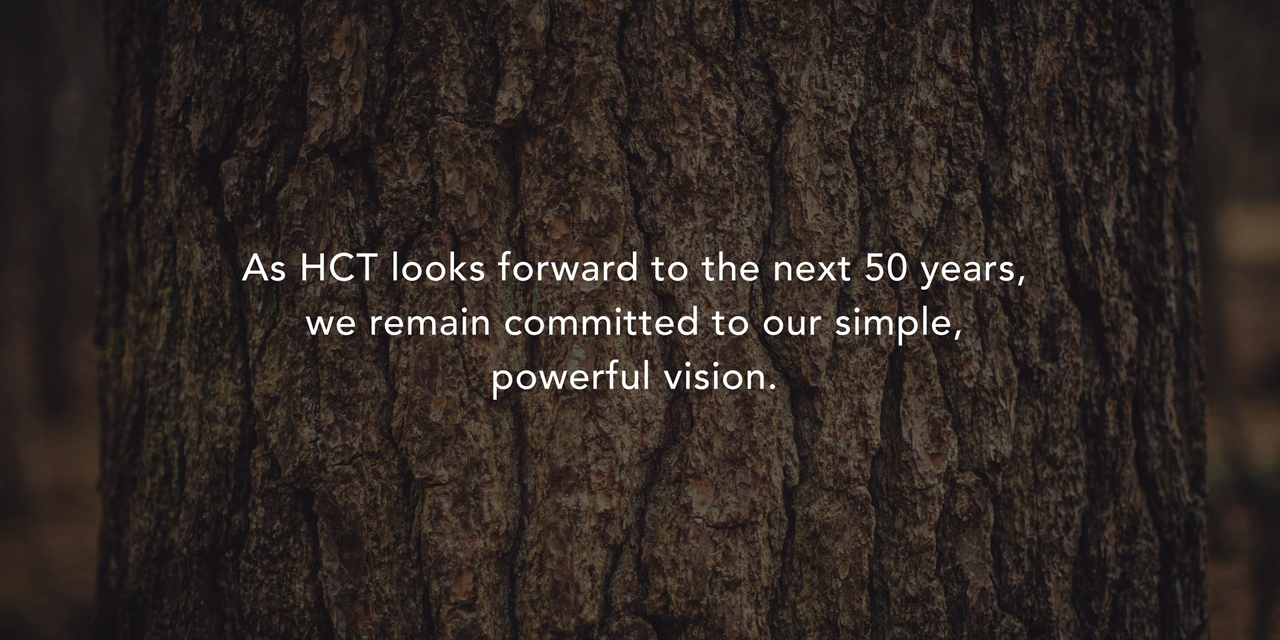 As HCT looks forward to the next 50 years,
we remain committed to our simple,
powerful vision.